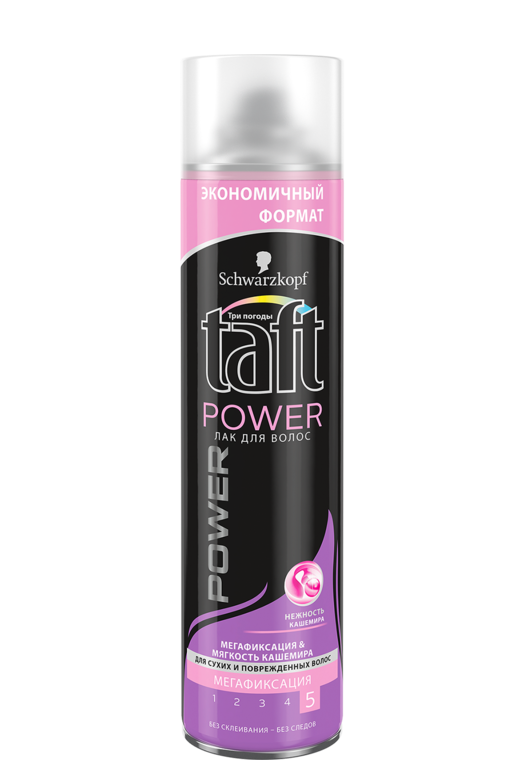 ЭКОНОМИЧНЫЙ
ФОРМАТ
Schwarzkopf
Три погоды
taft
POWER
ЛАК ДЛЯ ВОЛОС
POWER
НЕЖНОСТЬ
КАШЕМИРА
МЕГАФИКСАЦИЯ &
МЯГКОСТЬ КАШЕМИРА
ДЛЯ СУХИХ И ПОВРЕЖДЕННЫХ ВОЛОС
МЕГАФИКСАЦИЯ
1 2 3 4 5
БЕЗ СКЛЕИВАНИЯ – БЕЗ СЛЕДОВ